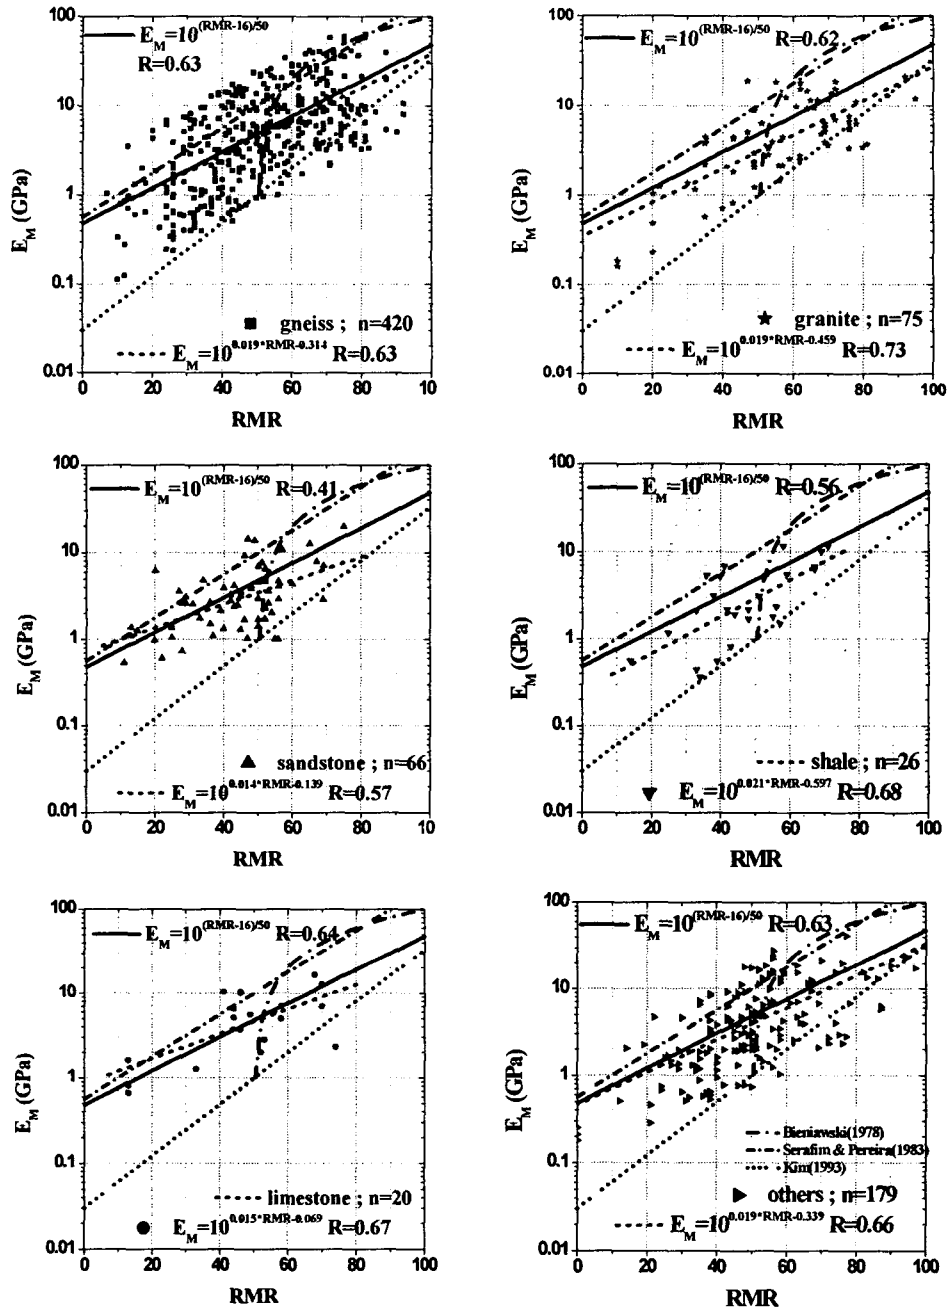 E_M=10^(RMR-16)/50
R=0.63
100
10
1
0.1
0.01
E_M (GPa)
gneiss ; n=420
E_M=10^0.019*RMR-0.314 R=0.63
0 20 40 60 80 10
RMR
E_M=10^(RMR-16)/50 R=0.62
100
10
1
0.1
0.01
E_M (GPa)
granite ; n=75
E_M=10^0.019*RMR-0.459 R=0.73
0 20 40 60 80 100
RMR
E_M=10^(RMR-16)/50 R=0.41
100
10
1
0.1
0.01
E_M (GPa)
sandstone ; n=66
E_M=10^0.014*RMR-0.139 R=0.57
0 20 40 60 80 10
RMR
E_M=10^(RMR-16)/50 R=0.56
100
10
1
0.1
0.01
E_M (GPa)
shale ; n=26
E_M=10^0.021*RMR-0.597 R=0.68
0 20 40 60 80 100
RMR
E_M=10^(RMR-16)/50 R=0.64
100
10
1
0.1
0.01
E_M (GPa)
limestone ; n=20
E_M=10^0.015*RMR-0.069 R=0.67
0 20 40 60 80 100
RMR
E_M=10^(RMR-16)/50 R=0.63
100
10
1
0.1
0.01
E_M (GPa)
Bieniawski(1978)
Serafim & Pereira(1983)
Kim(1993)
others ; n=179
E_M=10^0.019*RMR-0.339 R=0.66
0 20 40 60 80 100
RMR